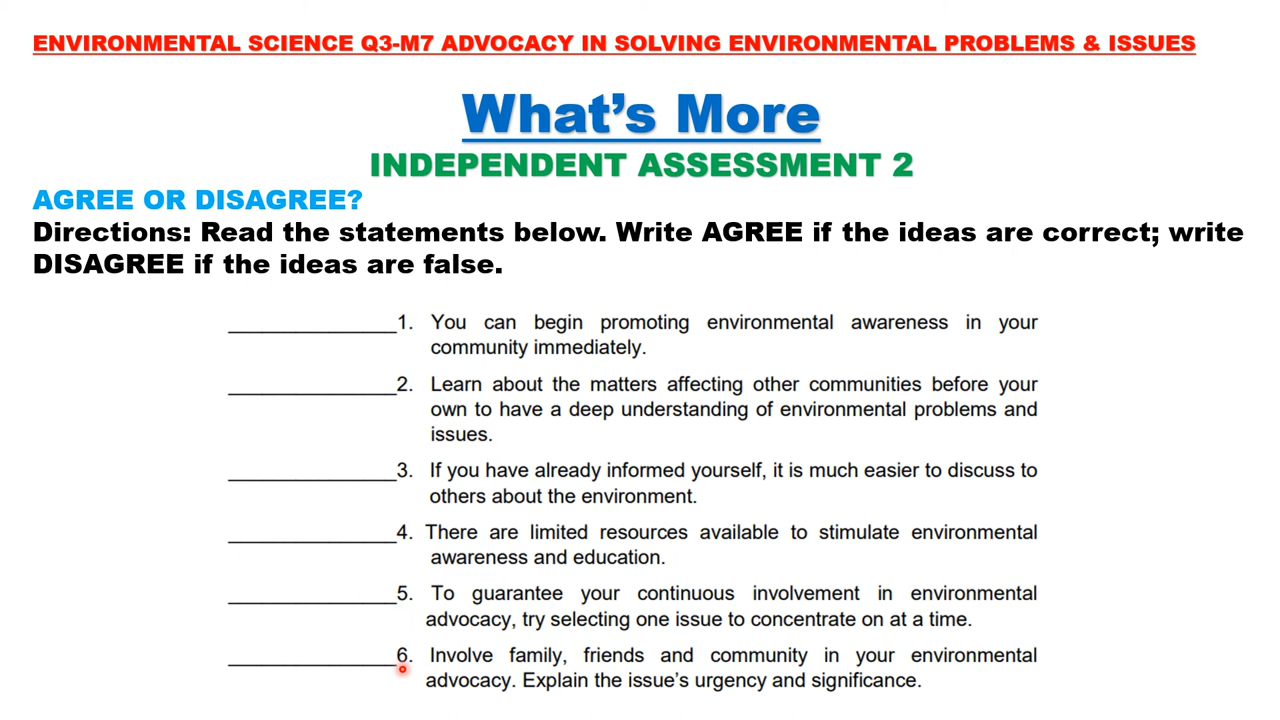 ENVIRONMENTAL SCIENCE Q3-M7 ADVOCACY IN SOLVING ENVIRONMENTAL PROBLEMS & ISSUES
What's More
INDEPENDENT ASSESSMENT 2
AGREE OR DISAGREE?
Directions: Read the statements below. Write AGREE if the ideas are correct; write
DISAGREE if the ideas are false.
_______________1. You can begin promoting environmental awareness in your
community immediately.
_______________2. Learn about the matters affecting other communities before your
own to have a deep understanding of environmental problems and
issues.
_______________3. If you have already informed yourself, it is much easier to discuss to
others about the environment.
_______________4. There are limited resources available to stimulate environmental
awareness and education.
_______________5. To guarantee your continuous involvement in environmental
advocacy, try selecting one issue to concentrate on at a time.
_______________6. Involve family, friends and community in your environmental
advocacy. Explain the issue's urgency and significance.